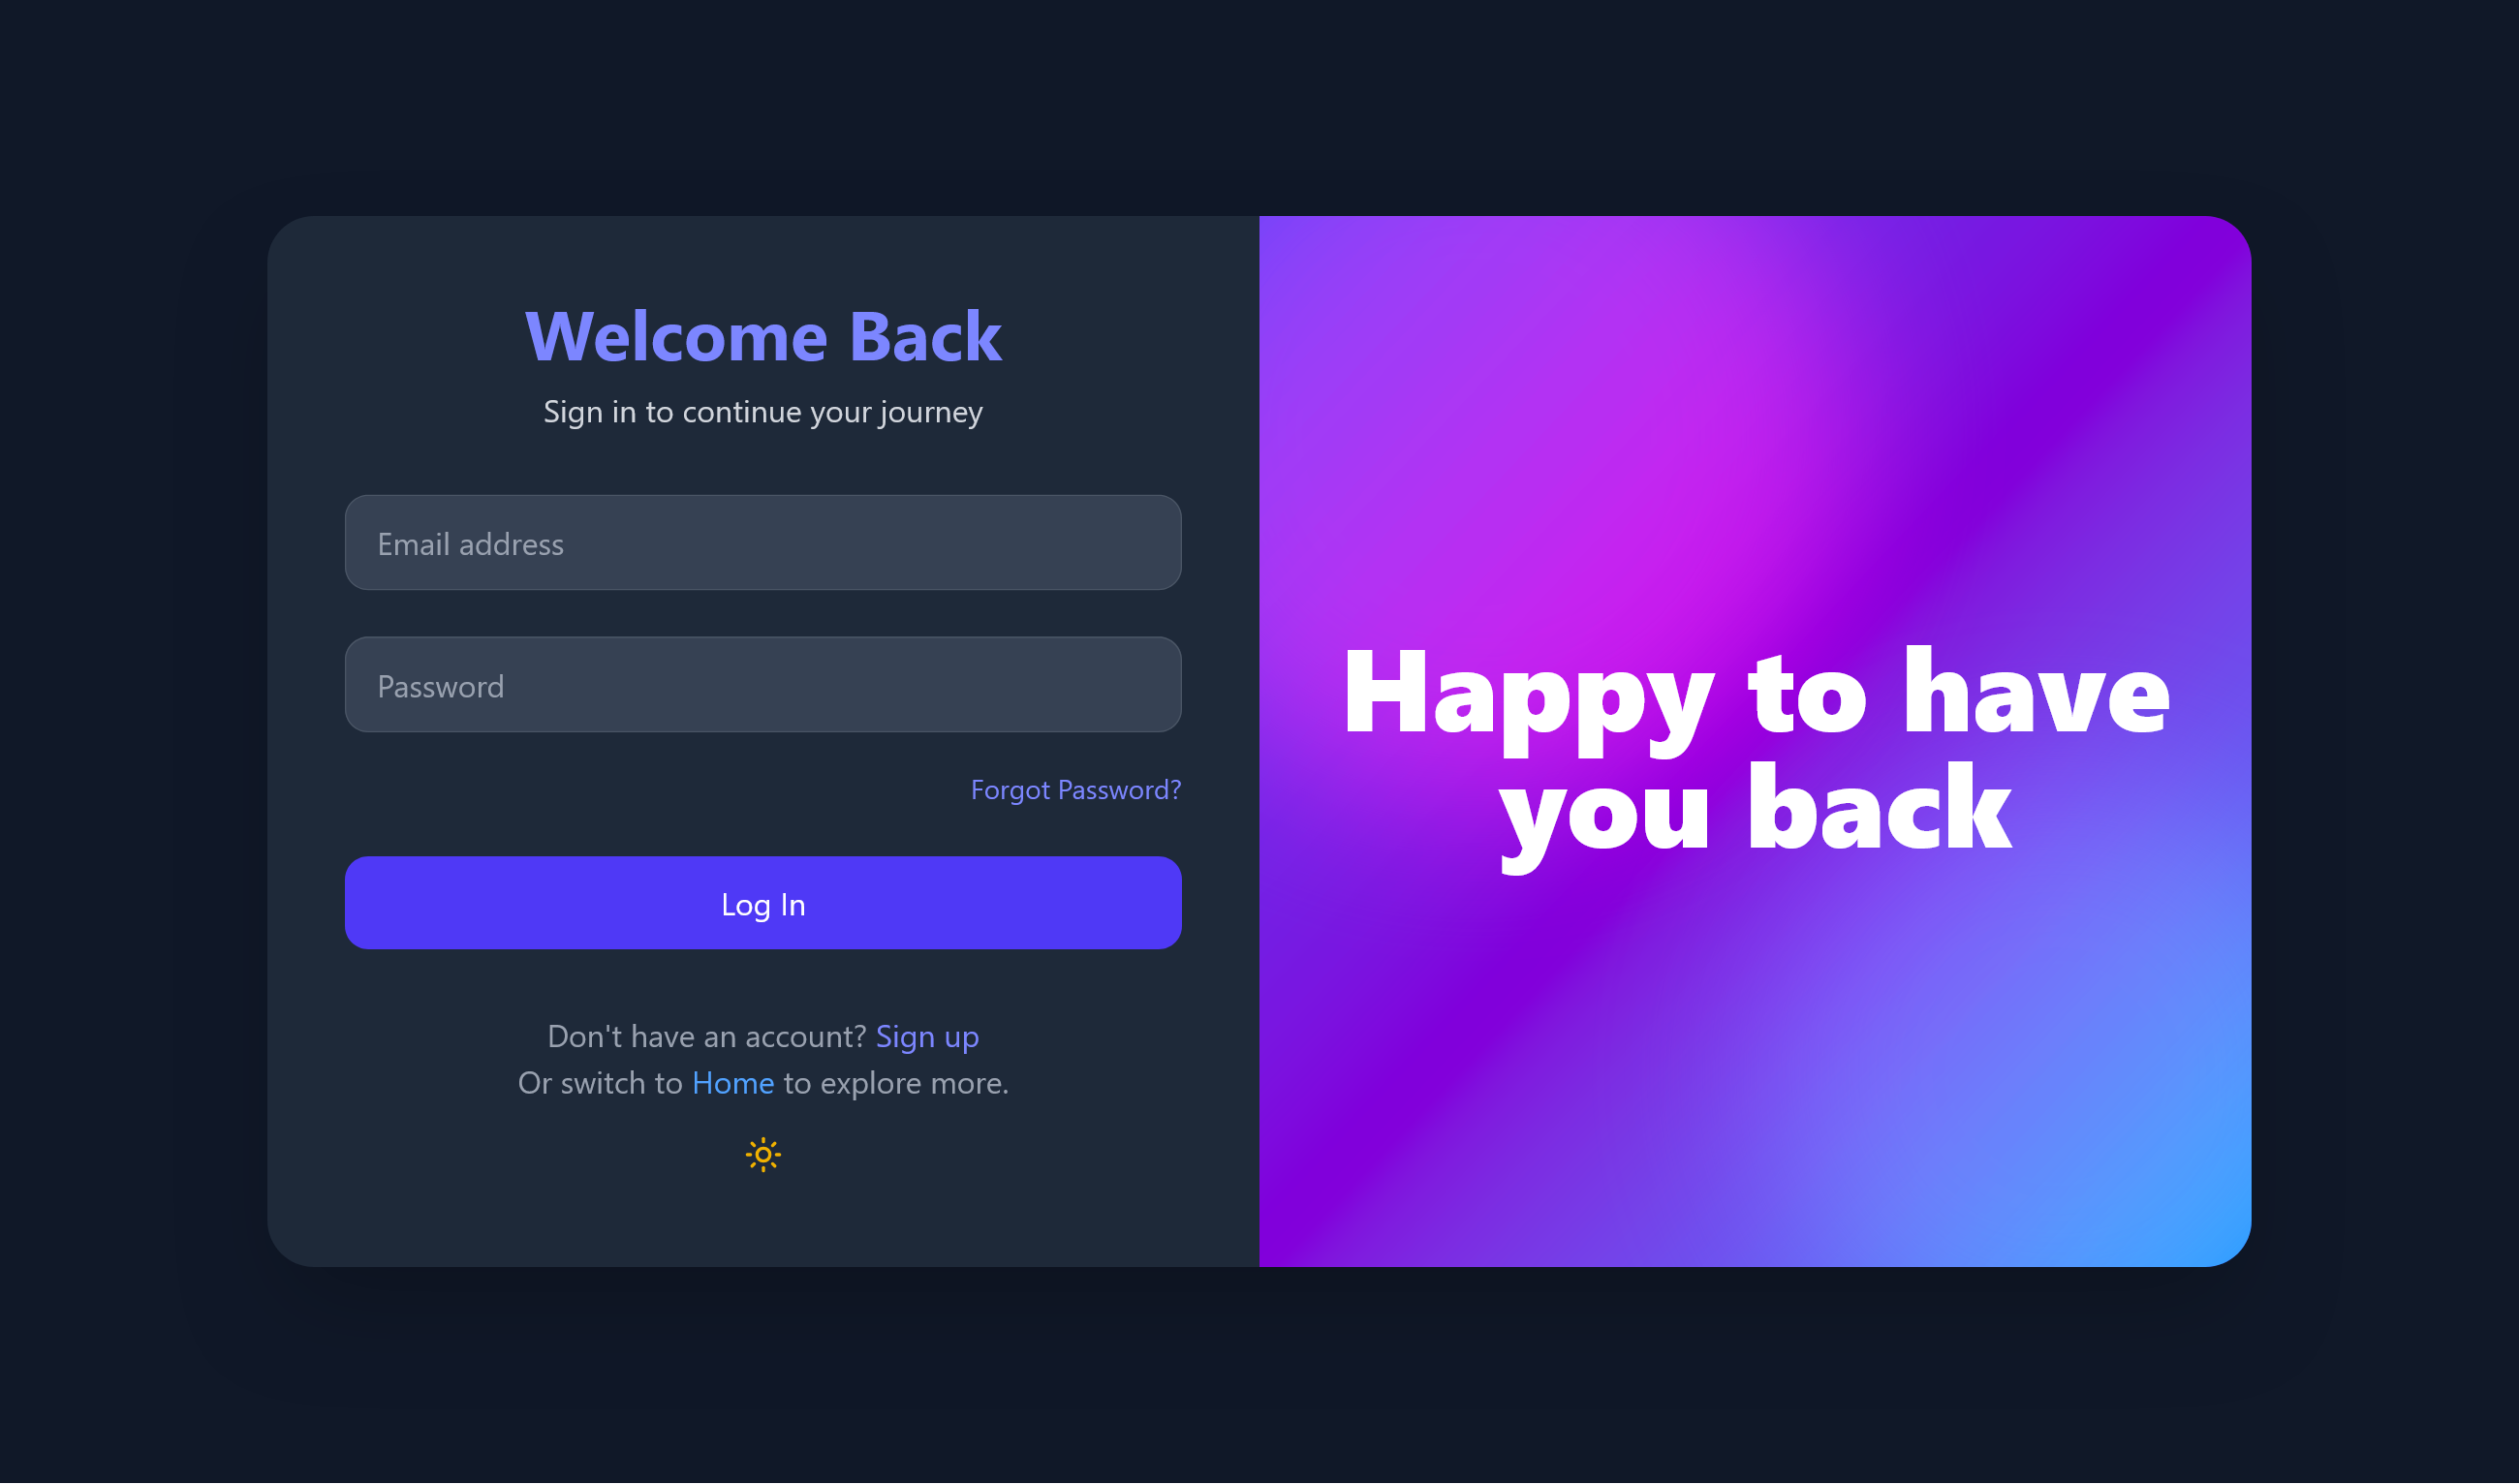 Welcome Back
Sign in to continue your journey
Email address
Password
Forgot Password?
Log In
Don't have an account? Sign up
Or switch to Home to explore more.
Happy to have
you back